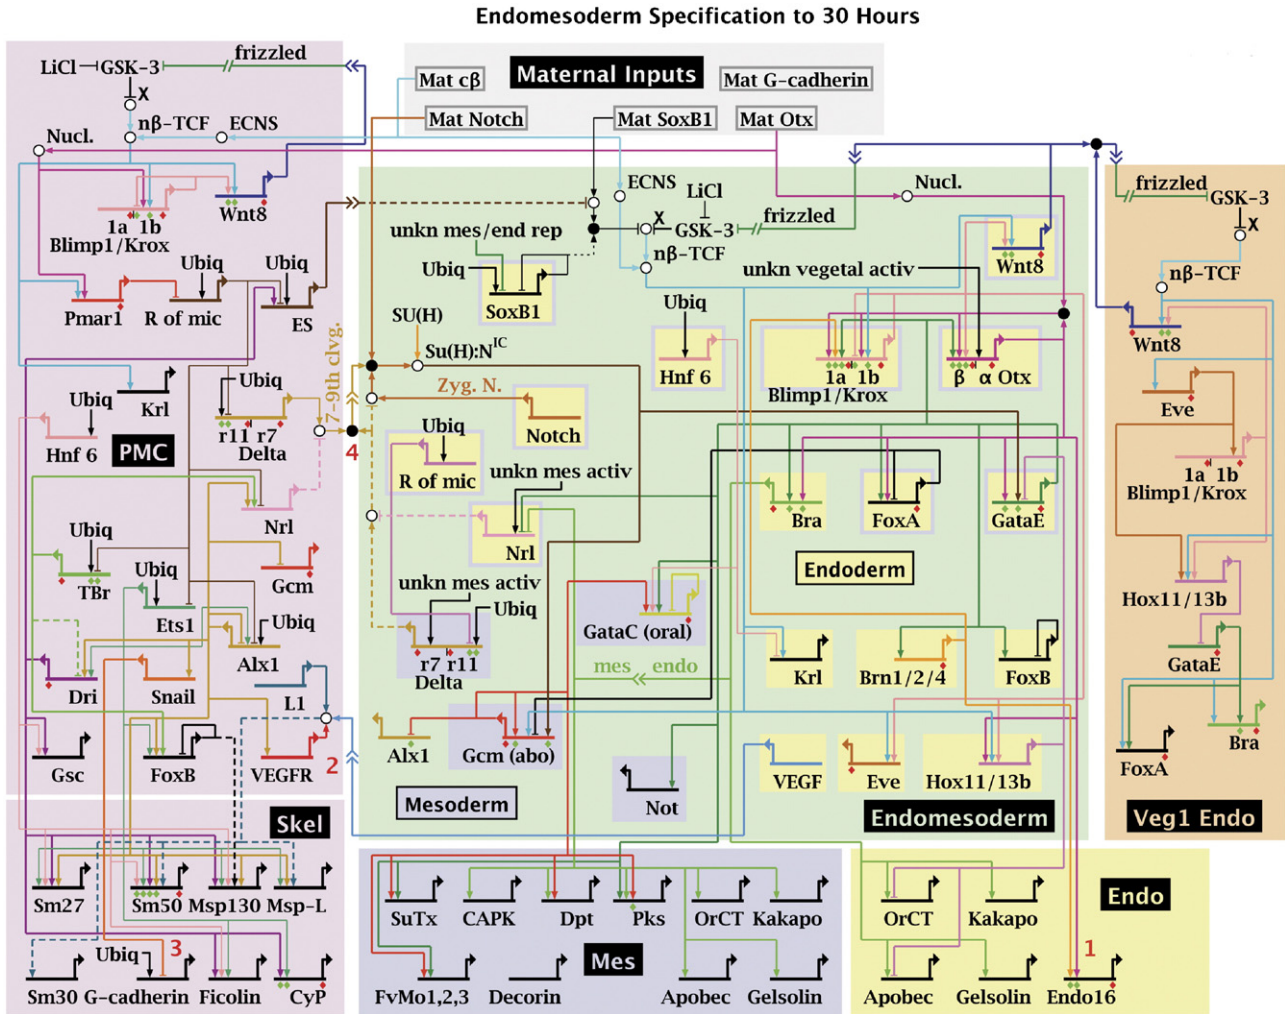 Endomesoderm Specification to 30 Hours
LiCl GSK-3 frizzled
X
nβ-TCF ECNS
Nucl.
1a 1b
Blimp1/Krox
Wnt8
Ubiq Ubiq
Pmar1 R of mic ES
Krl
Ubiq
Hnf 6
PMC
Ubiq
r11 r7
Delta
7-9th clvg.
4
Nrl
Ubiq
TBr
Gcm
Ubiq
Ets1
Ubiq
Alx1
Dri Snail L1
Gsc FoxB VEGFR 2
Skel
Sm27 Sm50 Msp130 Msp-L
3
Ubiq
Sm30 G-cadherin Ficolin CyP
Maternal Inputs
Mat cβ Mat G-cadherin
Mat Notch Mat SoxB1 Mat Otx
ECNS LiCl Nucl.
X GSK-3 frizzled
nβ-TCF
unkn mes/end rep
Ubiq
SoxB1
unkn vegetal activ
Wnt8
SU(H)
Su(H):N^IC
Zyg. N.
Notch
Ubiq
Hnf 6
1a 1b
Blimp1/Krox
β α Otx
Ubiq
R of mic
unkn mes activ
Nrl
Bra FoxA GataE
Endoderm
unkn mes activ
Ubiq
r7 r11
Delta
GataC (oral)
mes endo
Krl Brn1/2/4 FoxB
Alx1 Gcm (abo)
Not
VEGF Eve Hox11/13b
Mesoderm
Endomesoderm
frizzled
GSK-3
X
nβ-TCF
Wnt8
Eve
1a 1b
Blimp1/Krox
Hox11/13b
GataE
Bra
FoxA
Veg1 Endo
SuTx CAPK Dpt Pks OrCT Kakapo
Mes
FvMo1,2,3 Decorin Apobec Gelsolin
OrCT Kakapo
Endo
1
Apobec Gelsolin Endo16